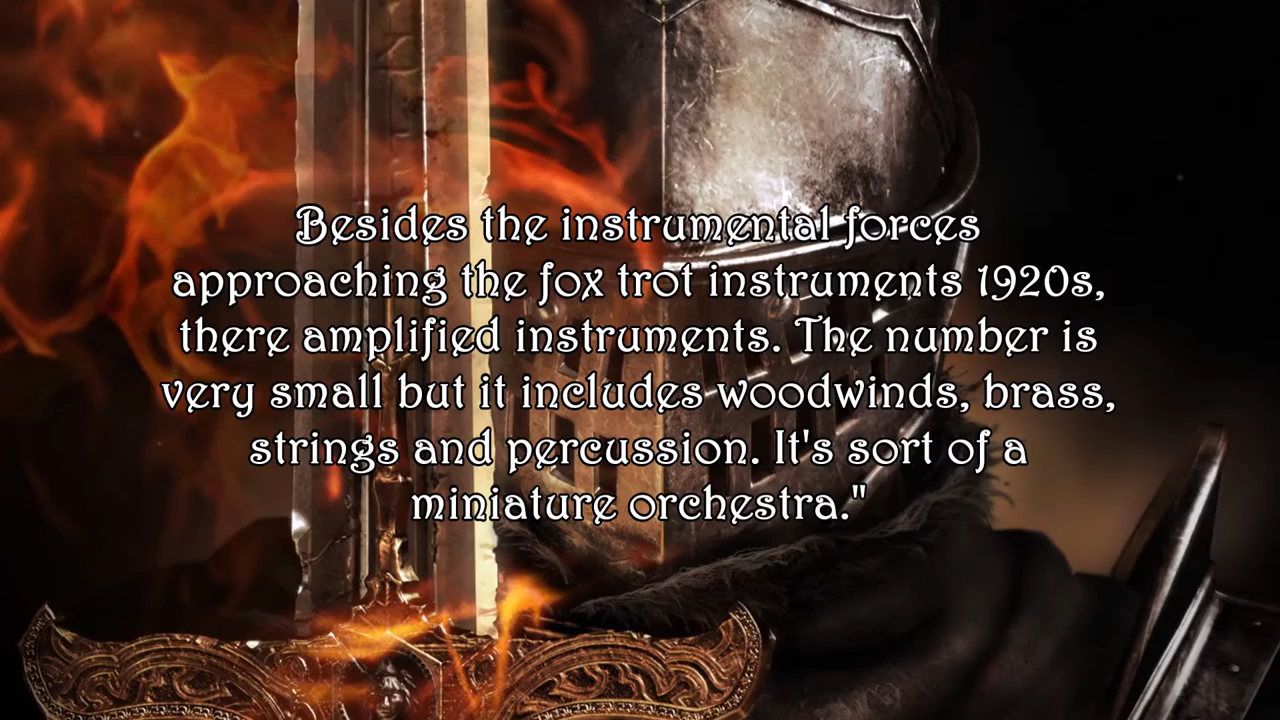 Besides the instrumental forces
approaching the fox trot instruments 1920s,
there amplified instruments. The number is
very small but it includes woodwinds, brass,
strings and percussion. It's sort of a
miniature orchestra."